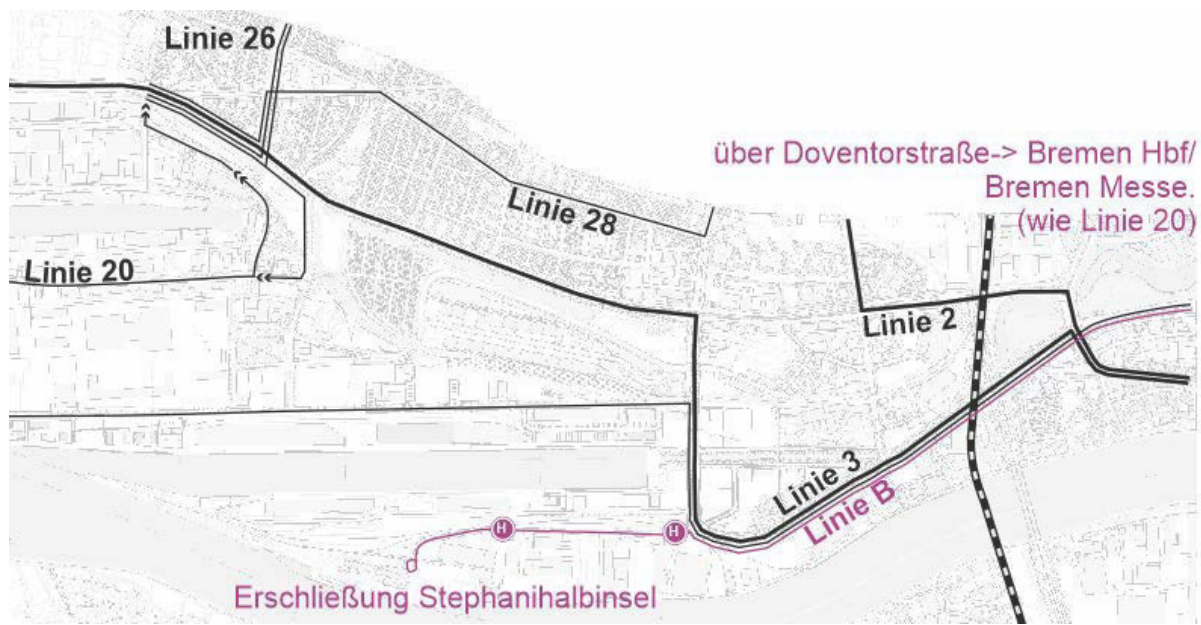 Linie 26
über Doventorstraße-> Bremen Hbf/
Bremen Messe.
(wie Linie 20)
Linie 28
Linie 20
Linie 2
Linie 3
Linie B
H
H
Erschließung Stephanihalbinsel